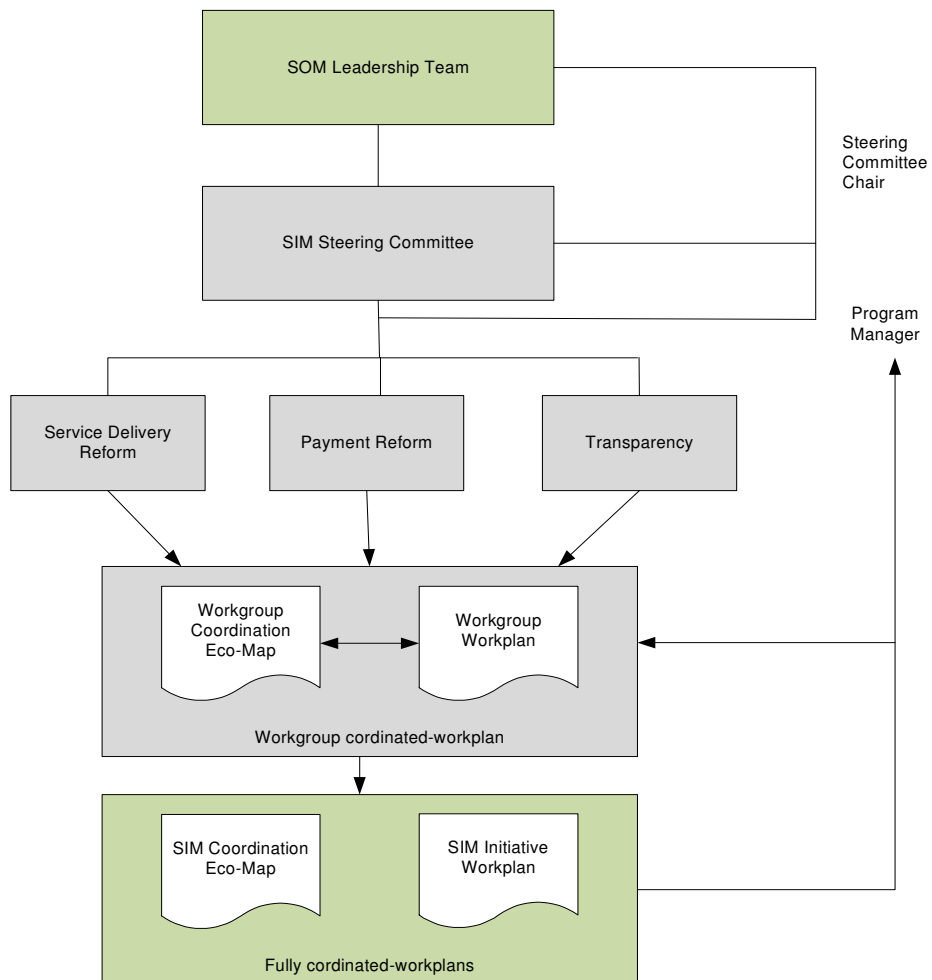 SOM Leadership Team
Steering
Committee
Chair
SIM Steering Committee
Program
Manager
Service Delivery
Reform
Payment Reform
Transparency
Workgroup
Coordination
Eco-Map
Workgroup
Workplan
Workgroup cordinated-workplan
SIM Coordination
Eco-Map
SIM Initiative
Workplan
Fully cordinated-workplans